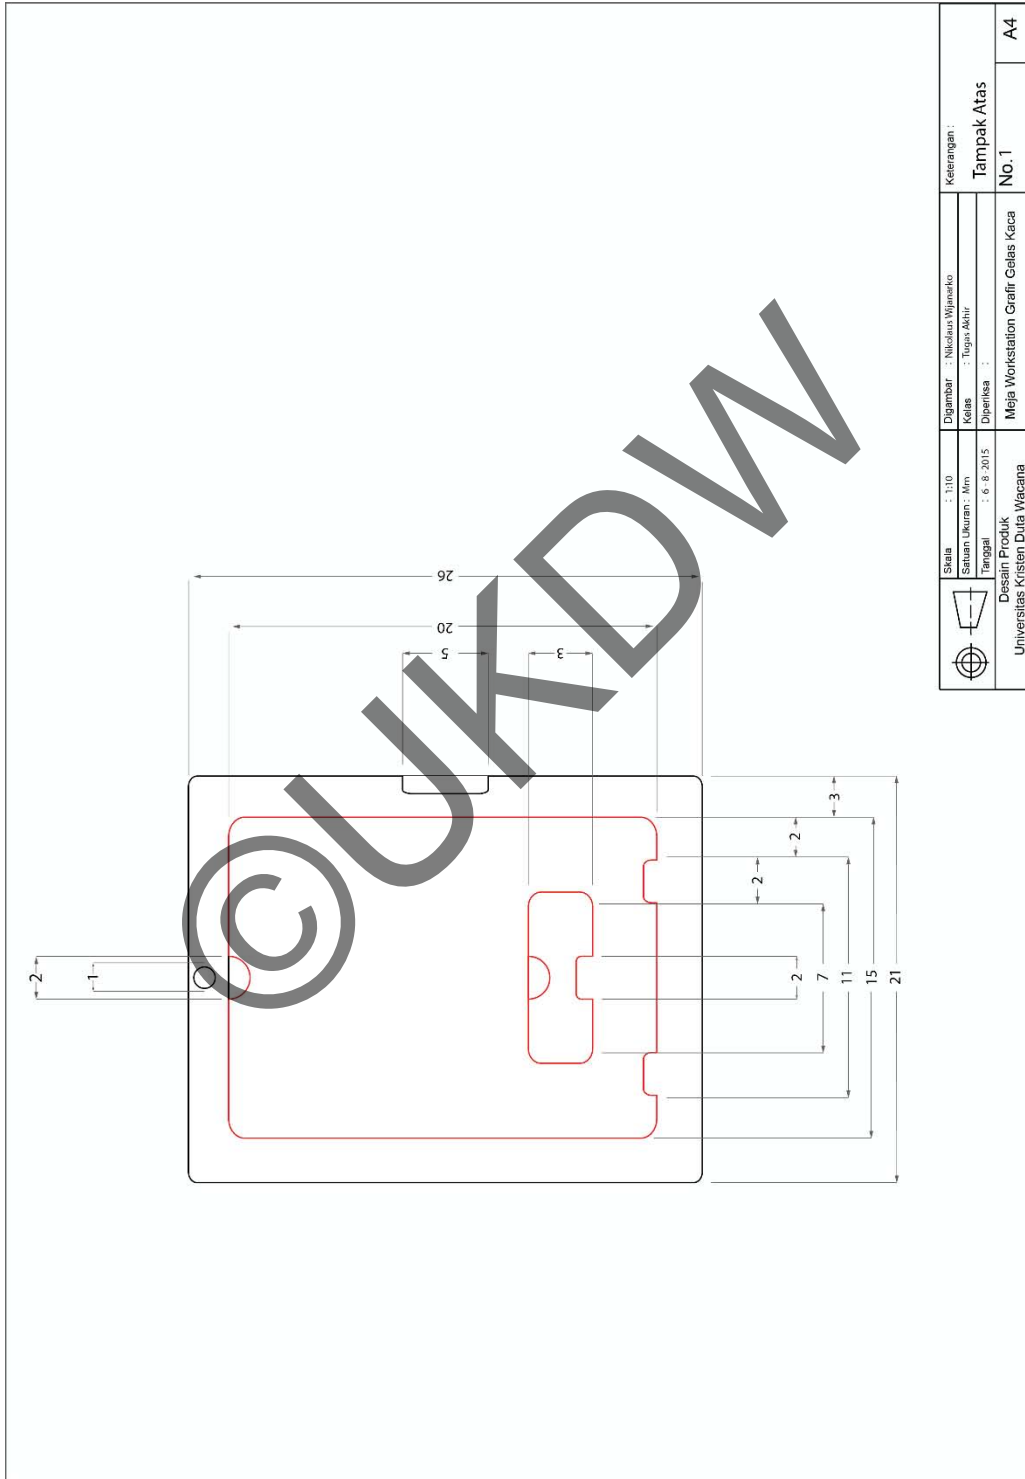 Skala : 1:10
Satuan Ukuran : Mm
Tanggal : 6 - 8 - 2015
Digambar : Nikolaus Wijanarko
Kelas : Tugas Akhir
Diperiksa :
Keterangan :
Tampak Atas
Desain Produk
Universitas Kristen Duta Wacana
Meja Workstation Grafir Gelas Kaca
No.1
A4
26
20
5
3
2
1
3
2
2
2
7
11
15
21
©UKDW